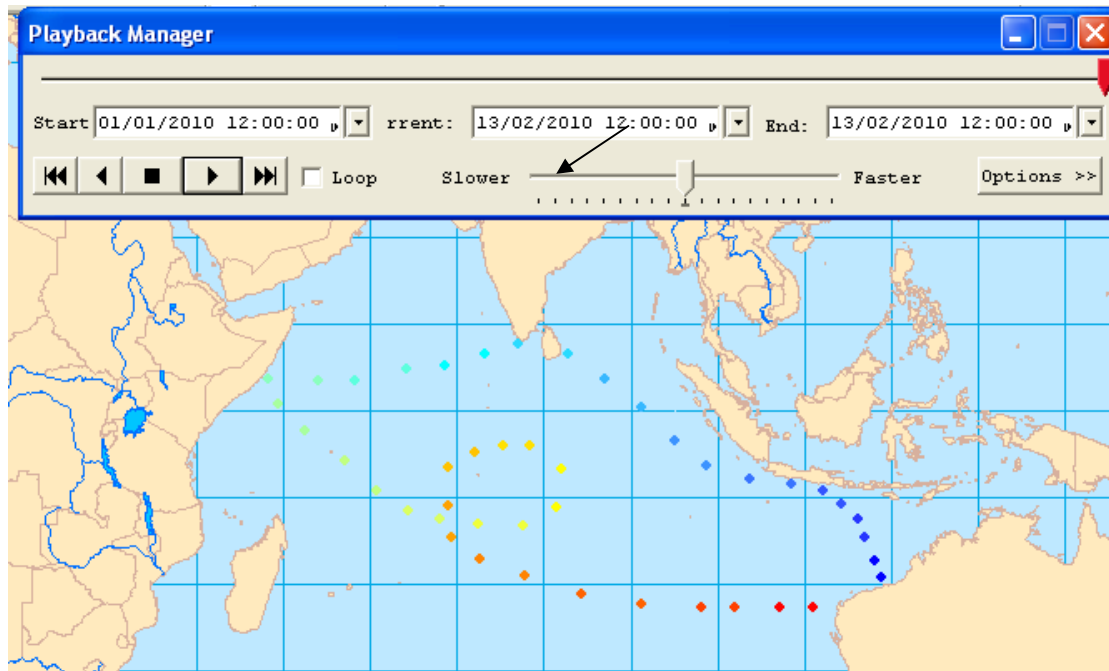 Playback Manager
Start 01/01/2010 12:00:00 rrent: 13/02/2010 12:00:00 End: 13/02/2010 12:00:00
Loop Slower Faster Options >>